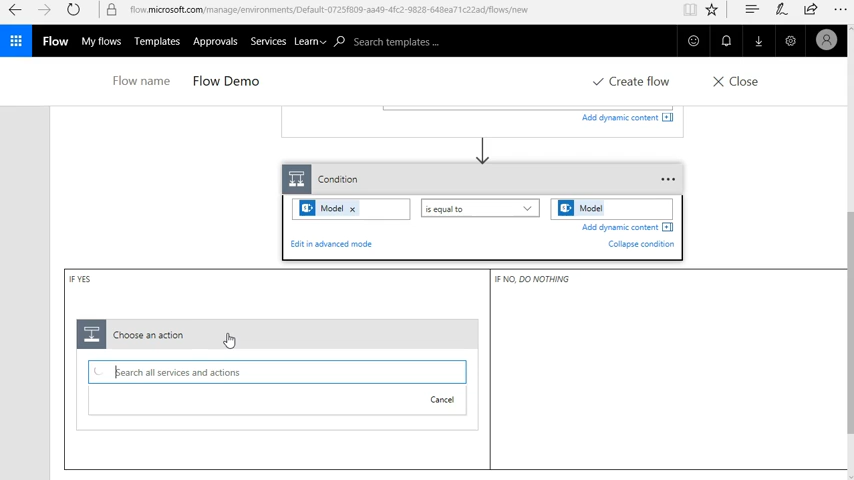 flow.microsoft.com/manage/environments/Default-0725f809-aa49-4fc2-9828-648ea71c22ad/flows/new
Flow My flows Templates Approvals Services Learn Search templates ...
Flow name Flow Demo Create flow Close
Add dynamic content
Condition
Model x is equal to Model
Add dynamic content
Edit in advanced mode Collapse condition
IF YES
IF NO, DO NOTHING
Choose an action
Search all services and actions
Cancel